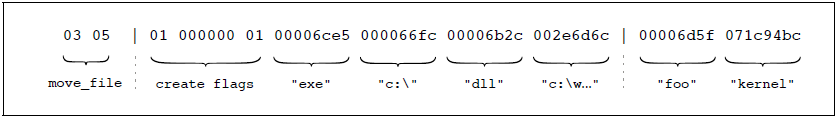 03 05 | 01 000000 01 00006ce5 000066fc 00006b2c 002e6d6c | 00006d5f 071c94bc
move_file create flags "exe" "c:\" "dll" "c:\w…" "foo" "kernel"